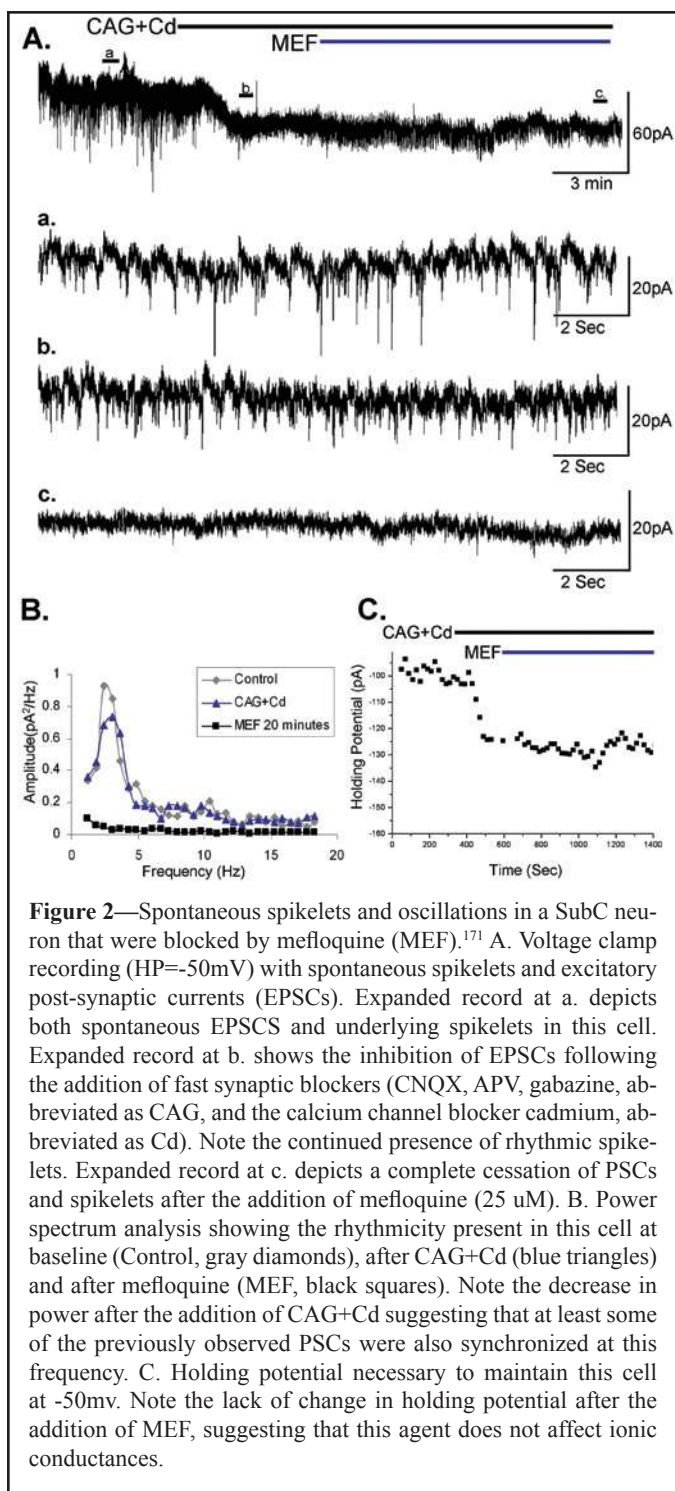 CAG+Cd
A.
MEF
a
b
c.
60pA
3 min
a.
20pA
2 Sec
b.
20pA
2 Sec
c.
20pA
2 Sec
B.
C.
CAG+Cd
MEF
Amplitude(pA²/Hz)
1
0.8
0.6
0.4
0.2
0
0
5
10
15
20
Frequency (Hz)
Control
CAG+Cd
MEF 20 minutes
Holding Potential (pA)
-90
-100
-110
-120
-130
-140
-150
-160
0
200
400
600
800
1000
1200
1400
Time (Sec)
Figure 2—Spontaneous spikelets and oscillations in a SubC neu-
ron that were blocked by mefloquine (MEF).171 A. Voltage clamp
recording (HP=-50mV) with spontaneous spikelets and excitatory
post-synaptic currents (EPSCs). Expanded record at a. depicts
both spontaneous EPSCS and underlying spikelets in this cell.
Expanded record at b. shows the inhibition of EPSCs following
the addition of fast synaptic blockers (CNQX, APV, gabazine, ab-
breviated as CAG, and the calcium channel blocker cadmium, ab-
breviated as Cd). Note the continued presence of rhythmic spike-
lets. Expanded record at c. depicts a complete cessation of PSCs
and spikelets after the addition of mefloquine (25 uM). B. Power
spectrum analysis showing the rhythmicity present in this cell at
baseline (Control, gray diamonds), after CAG+Cd (blue triangles)
and after mefloquine (MEF, black squares). Note the decrease in
power after the addition of CAG+Cd suggesting that at least some
of the previously observed PSCs were also synchronized at this
frequency. C. Holding potential necessary to maintain this cell
at -50mv. Note the lack of change in holding potential after the
addition of MEF, suggesting that this agent does not affect ionic
conductances.